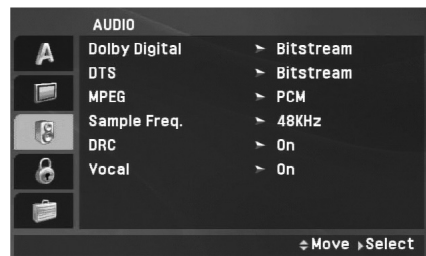 AUDIO
A
Dolby Digital ➢ Bitstream
DTS ➢ Bitstream
MPEG ➢ PCM
Sample Freq. ➢ 48KHz
DRC ➢ On
Vocal ➢ On
Move Select